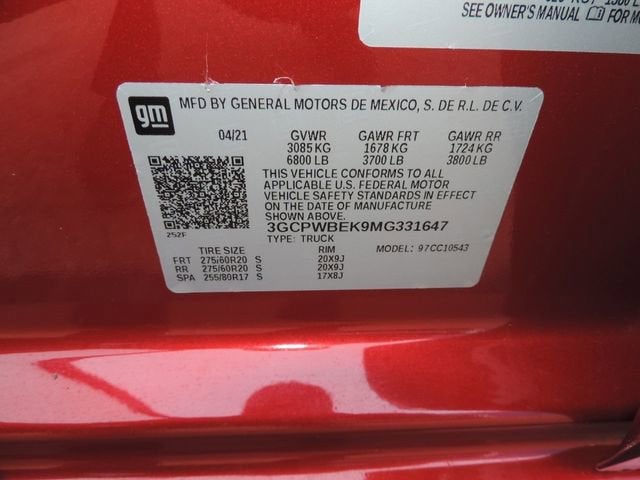 SEE OWNER'S MANUAL FOR
gm
MFD BY GENERAL MOTORS DE MEXICO, S. DE R.L. DE C.V.
04/21 GVWR GAWR FRT GAWR RR
3085 KG 1678 KG 1724 KG
6800 LB 3700 LB 3800 LB
THIS VEHICLE CONFORMS TO ALL
APPLICABLE U.S. FEDERAL MOTOR
VEHICLE SAFETY STANDARDS IN EFFECT
ON THE DATE OF MANUFACTURE
SHOWN ABOVE.
3GCPWBEK9MG331647
252F
TYPE: TRUCK MODEL: 97CC10543
TIRE SIZE RIM
FRT 275/60R20 S 20X9J
RR 275/60R20 S 20X9J
SPA 255/80R17 S 17X8J